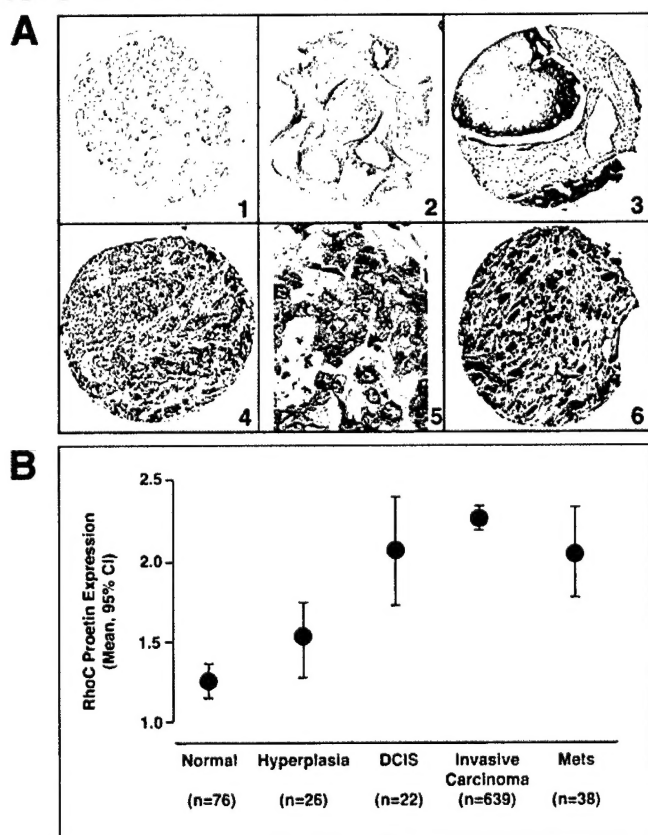 A
1
2
3
4
5
6
B
2.5
2.0
1.5
1.0
RhoC Proetin Expression
(Mean, 95% CI)
Normal Hyperplasia DCIS Invasive Carcinoma Mets
(n=76) (n=26) (n=22) (n=639) (n=38)